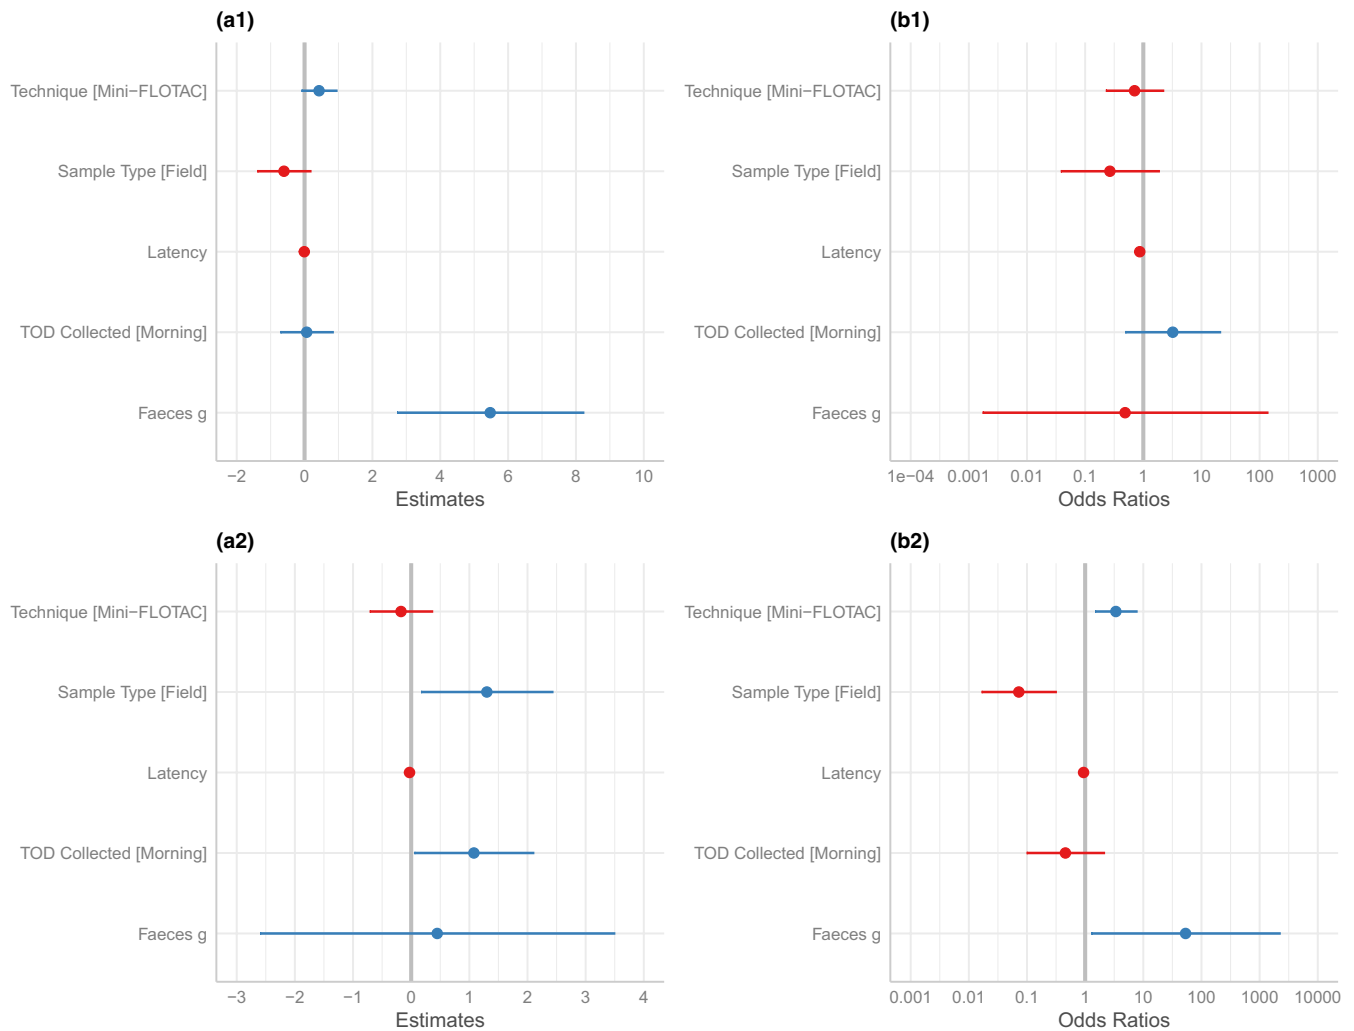 (a1)
Technique [Mini−FLOTAC]
Sample Type [Field]
Latency
TOD Collected [Morning]
Faeces g
−2 0 2 4 6 8 10
Estimates
(b1)
Technique [Mini−FLOTAC]
Sample Type [Field]
Latency
TOD Collected [Morning]
Faeces g
1e−04 0.001 0.01 0.1 1 10 100 1000
Odds Ratios
(a2)
Technique [Mini−FLOTAC]
Sample Type [Field]
Latency
TOD Collected [Morning]
Faeces g
−3 −2 −1 0 1 2 3 4
Estimates
(b2)
Technique [Mini−FLOTAC]
Sample Type [Field]
Latency
TOD Collected [Morning]
Faeces g
0.001 0.01 0.1 1 10 100 1000 10000
Odds Ratios